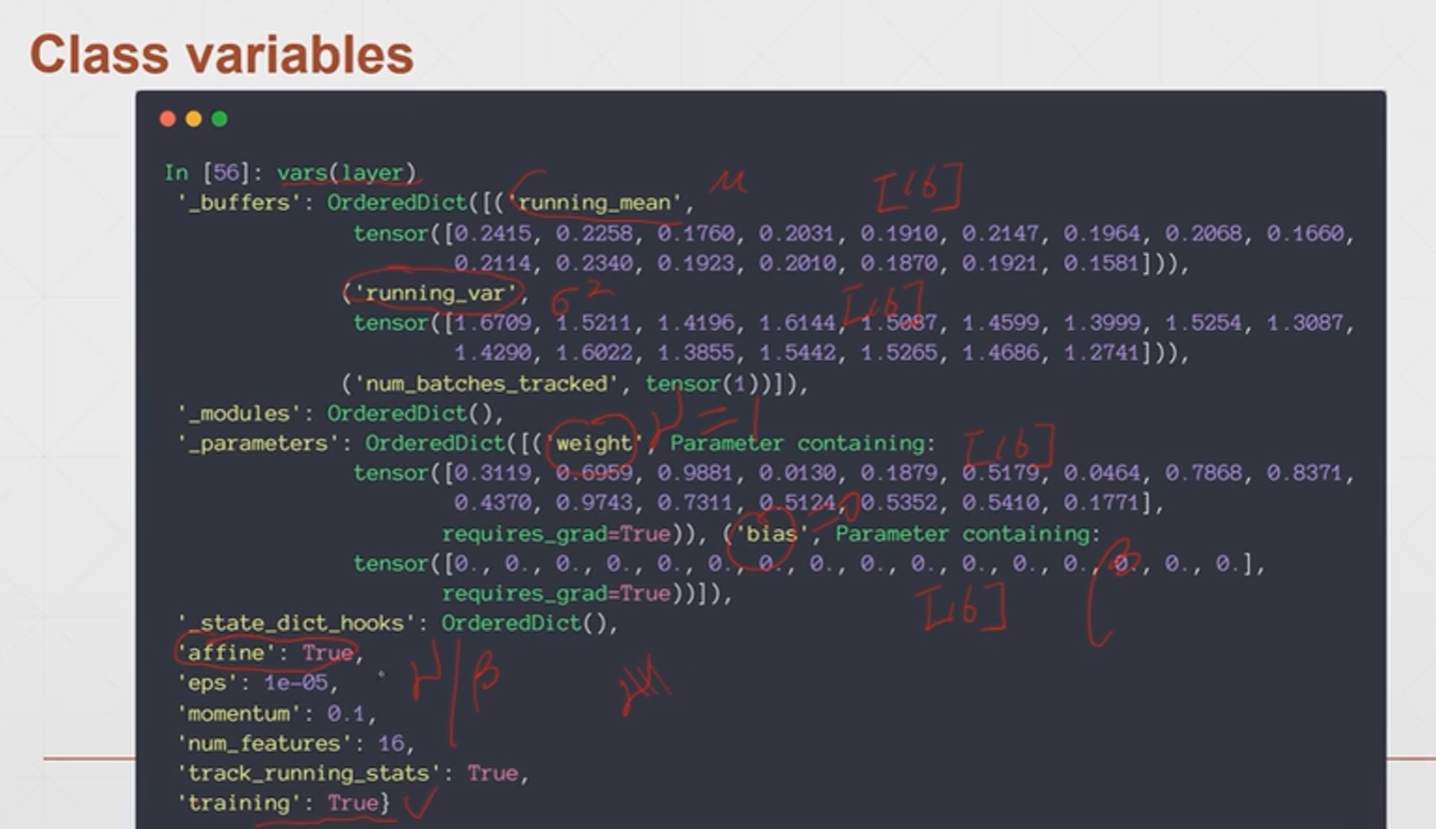 Class variables
In [56]: vars(layer)
'_buffers': OrderedDict([('running_mean', μ [16]
tensor([0.2415, 0.2258, 0.1760, 0.2031, 0.1910, 0.2147, 0.1964, 0.2068, 0.1660,
0.2114, 0.2340, 0.1923, 0.2010, 0.1870, 0.1921, 0.1581])),
('running_var', σ² [16]
tensor([1.6709, 1.5211, 1.4196, 1.6144, 1.5087, 1.4599, 1.3999, 1.5254, 1.3087,
1.4290, 1.6022, 1.3855, 1.5442, 1.5265, 1.4686, 1.2741])),
('num_batches_tracked', tensor(1))]),
'_modules': OrderedDict(),
'_parameters': OrderedDict([('weight', Parameter containing: [16]
tensor([0.3119, 0.6959, 0.9881, 0.0130, 0.1879, 0.5179, 0.0464, 0.7868, 0.8371,
0.4370, 0.9743, 0.7311, 0.5124, 0.5352, 0.5410, 0.1771],
requires_grad=True)), ('bias', Parameter containing: =0
tensor([0., 0., 0., 0., 0., 0., 0., 0., 0., 0., 0., 0., 0., 0., 0., 0.], β
requires_grad=True))]), [16]
'_state_dict_hooks': OrderedDict(),
'affine': True, β
'eps': 1e-05,
'momentum': 0.1,
'num_features': 16,
'track_running_stats': True,
'training': True}